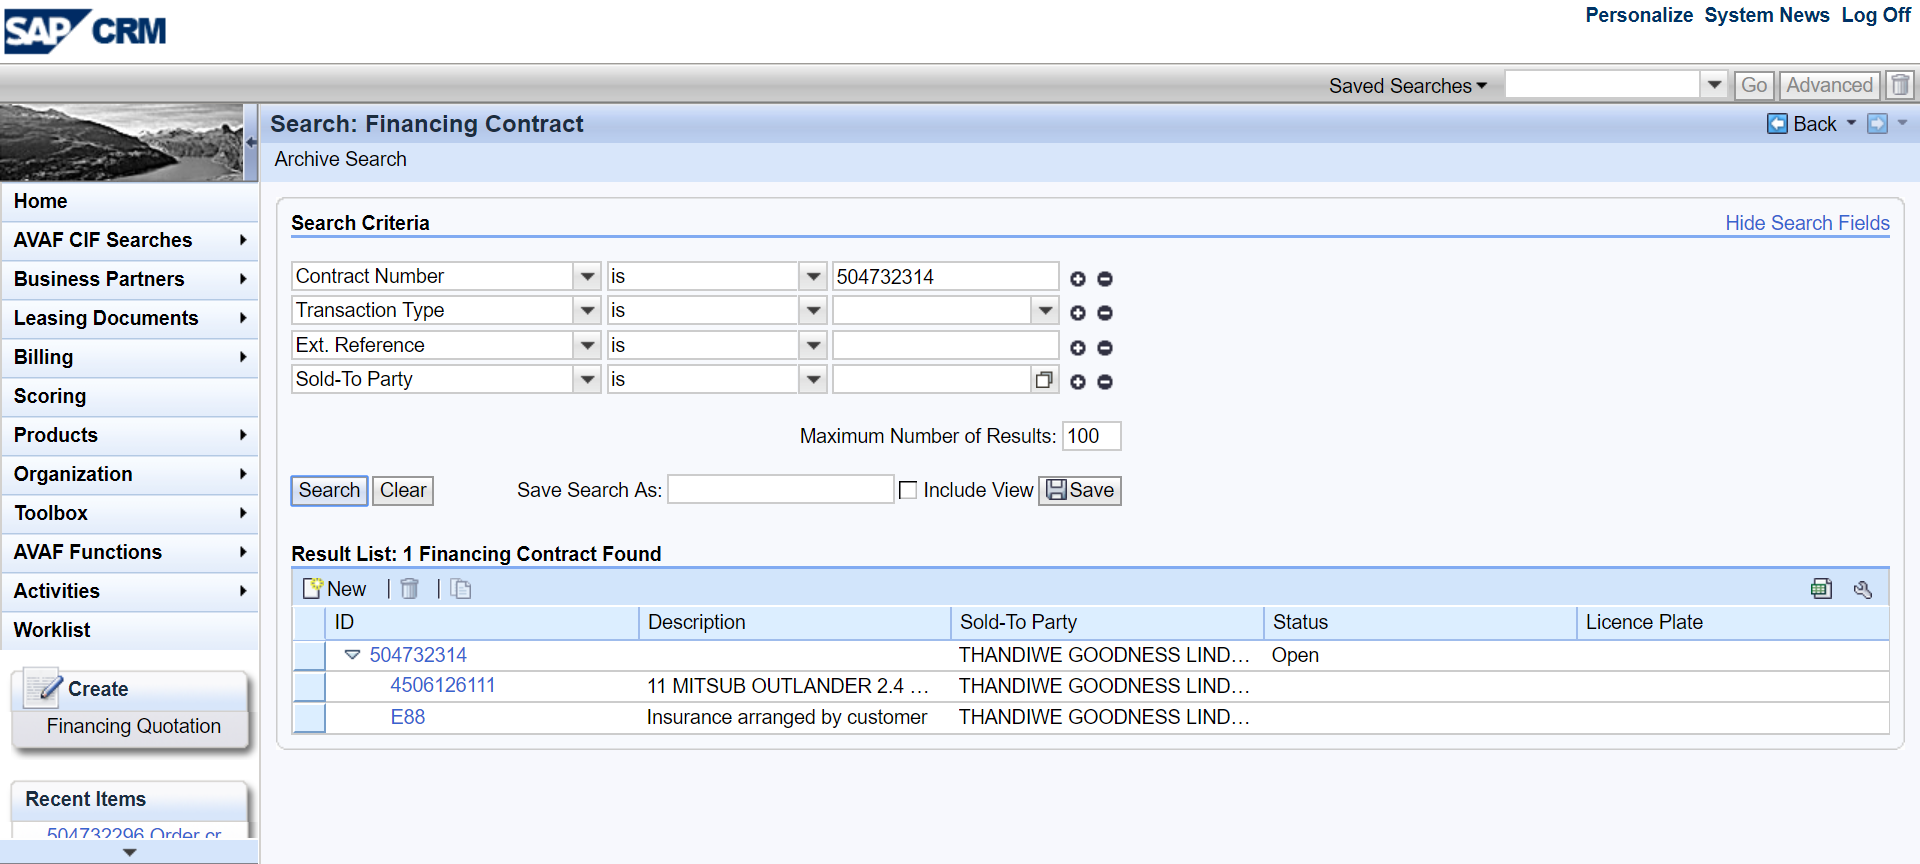 SAP CRM
Personalize System News Log Off
Saved Searches Go Advanced
Search: Financing Contract
Back
Archive Search
Home
AVAF CIF Searches
Business Partners
Leasing Documents
Billing
Scoring
Products
Organization
Toolbox
AVAF Functions
Activities
Worklist
Create
Financing Quotation
Recent Items
504732296 Order cr
Search Criteria
Hide Search Fields
Contract Number is 504732314
Transaction Type is
Ext. Reference is
Sold-To Party is
Maximum Number of Results: 100
Search Clear Save Search As: Include View Save
Result List: 1 Financing Contract Found
New
ID Description Sold-To Party Status Licence Plate
504732314 THANDIWE GOODNESS LIND... Open
4506126111 11 MITSUB OUTLANDER 2.4 ... THANDIWE GOODNESS LIND...
E88 Insurance arranged by customer THANDIWE GOODNESS LIND...